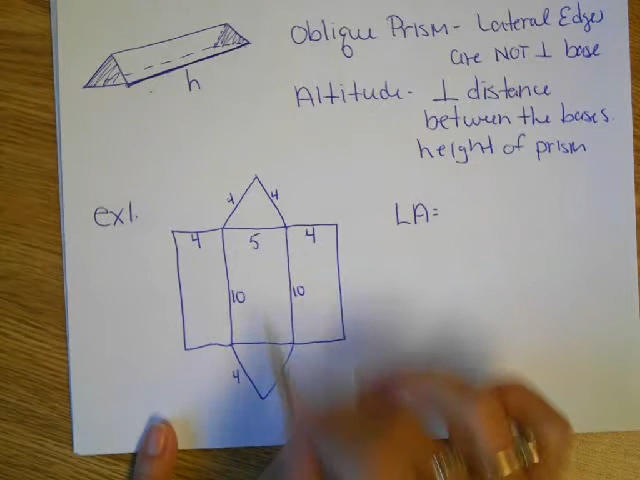 Oblique Prism - Lateral Edges
are NOT ⊥ base
h
Altitude - ⊥ distance
between the bases.
height of prism
ex1.
4 4
4 5 4
LA=
10 10
4